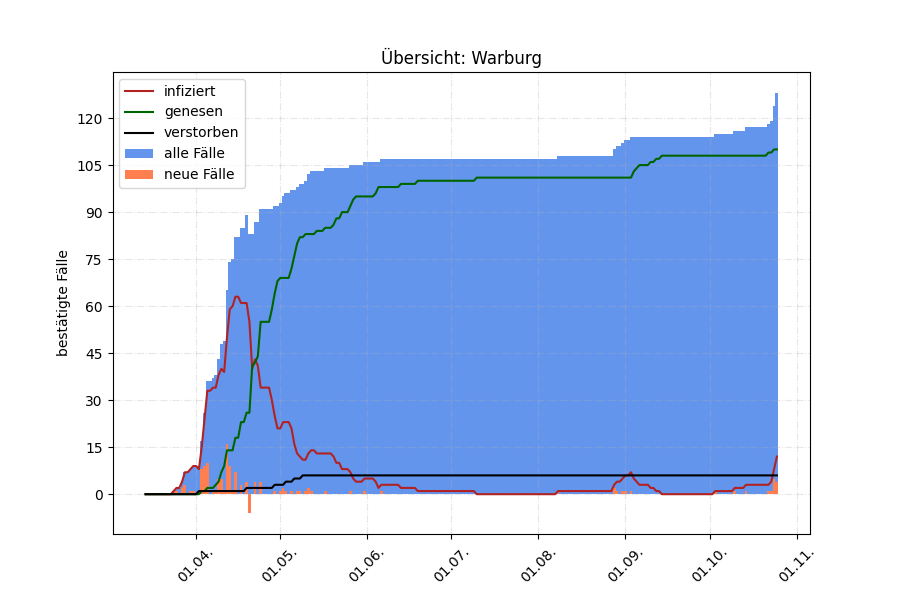 Übersicht: Warburg
infiziert
genesen
verstorben
alle Fälle
neue Fälle
bestätigte Fälle
120
105
90
75
60
45
30
15
0
01.04.
01.05.
01.06.
01.07.
01.08.
01.09.
01.10.
01.11.